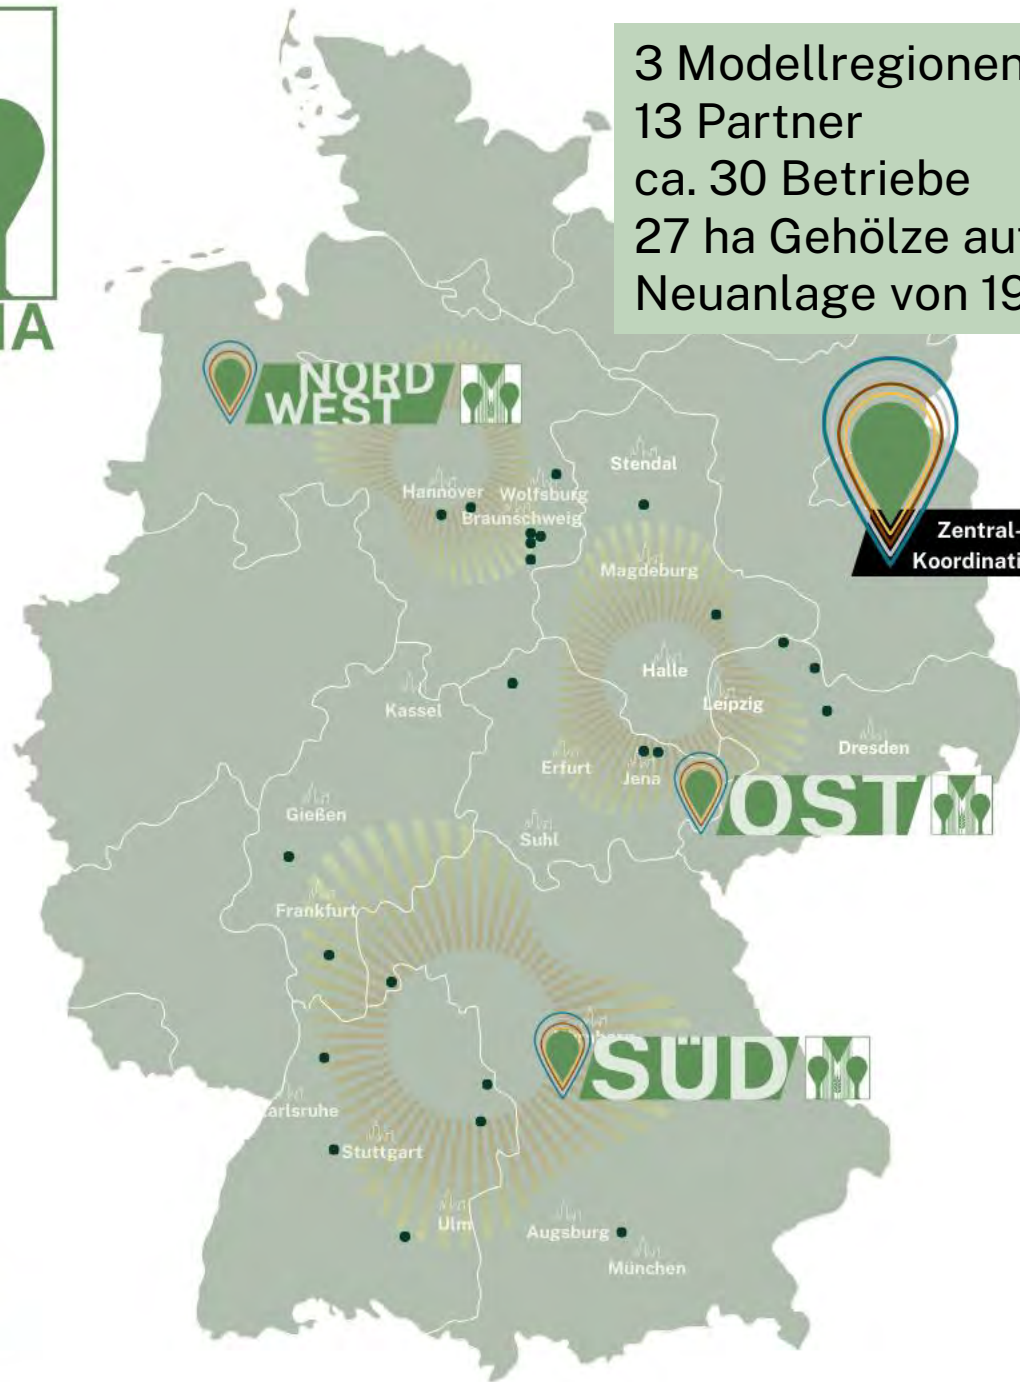 3 Modellregionen
13 Partner
ca. 30 Betriebe
27 ha Gehölze auf
Neuanlage von 19
NORD
WEST
Stendal
Hannover
Wolfsburg
Braunschweig
Zentral-
Koordinati
Magdeburg
Halle
Leipzig
Kassel
Dresden
Erfurt
Jena
OST
Gießen
Suhl
Frankfurt
SÜD
arlsruhe
Stuttgart
Ulm
Augsburg
München